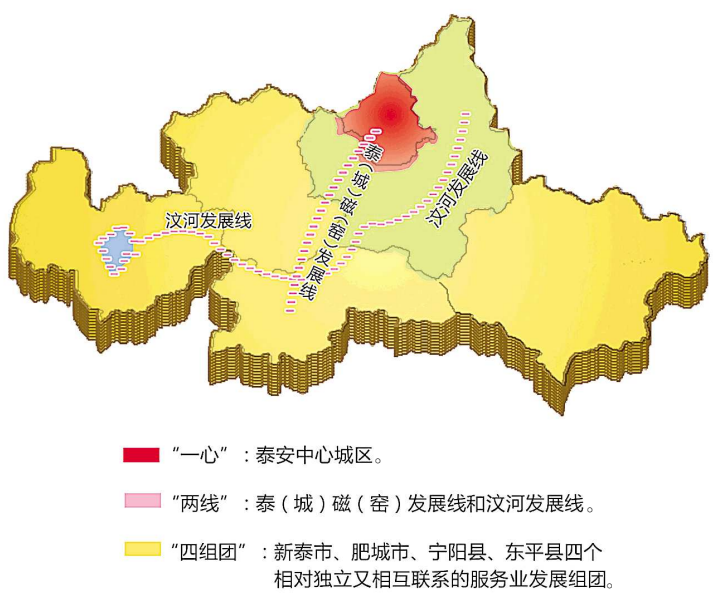 泰（城）磁（窑）发展线
汶河发展线
汶河发展线
“一心”：泰安中心城区。
“两线”：泰（城）磁（窑）发展线和汶河发展线。
“四组团”：新泰市、肥城市、宁阳县、东平县四个
相对独立又相互联系的服务业发展组团。